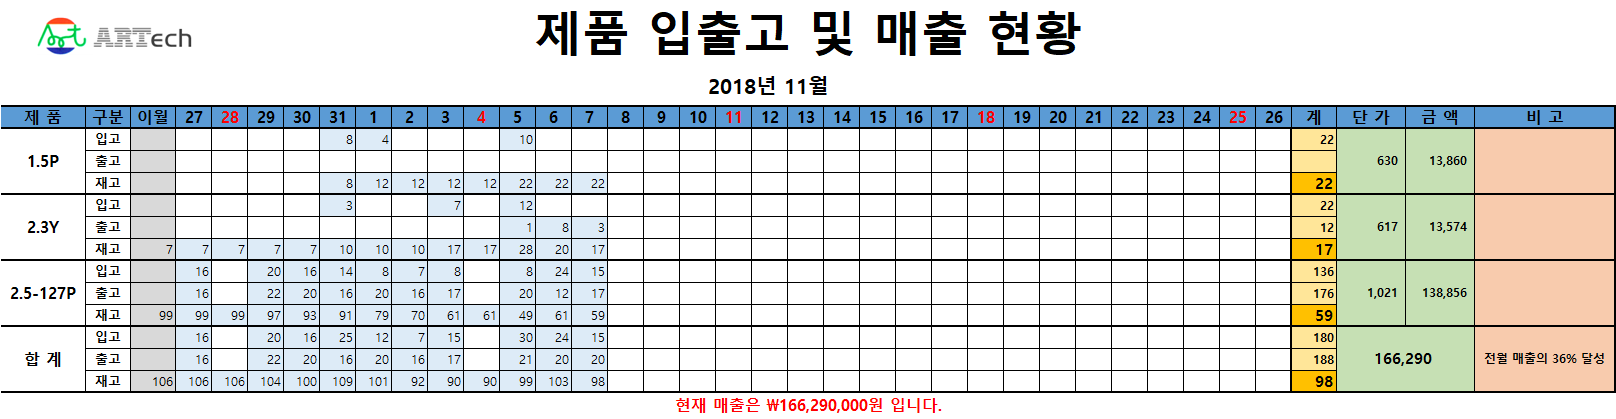 Art ARTech
제품 입출고 및 매출 현황
2018년 11월
제 품 구분 이월 27 28 29 30 31 1 2 3 4 5 6 7 8 9 10 11 12 13 14 15 16 17 18 19 20 21 22 23 24 25 26 계 단 가 금 액 비 고
입고 8 4 10 22
1.5P 출고 630 13,860
재고 8 12 12 12 12 22 22 22 22
입고 3 7 12 22
2.3Y 출고 1 8 3 12 617 13,574
재고 7 7 7 7 7 10 10 10 17 17 28 20 17 17
입고 16 20 16 14 8 7 8 8 24 15 136
2.5-127P 출고 16 22 20 16 20 16 17 20 12 17 176 1,021 138,856
재고 99 99 99 97 93 91 79 70 61 61 49 61 59 59
입고 16 20 16 25 12 7 15 30 24 15 180
합 계 출고 16 22 20 16 20 16 17 21 20 20 188 166,290 전월 매출의 36% 달성
재고 106 106 106 104 100 109 101 92 90 90 99 103 98 98
현재 매출은 ₩166,290,000원 입니다.